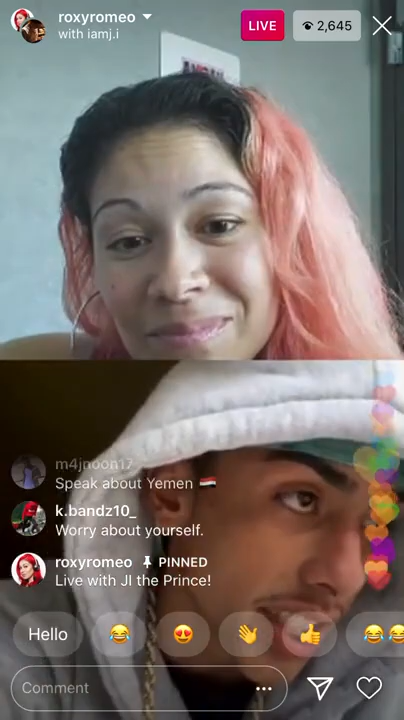 roxyromeo
with iamj.i
LIVE
2,645
m4jnoon17
Speak about Yemen 🇾🇪
k.bandz10_
Worry about yourself.
roxyromeo 📌 PINNED
Live with JI the Prince!
Hello 😂 😍 👋 👍 😂😂
Comment ...